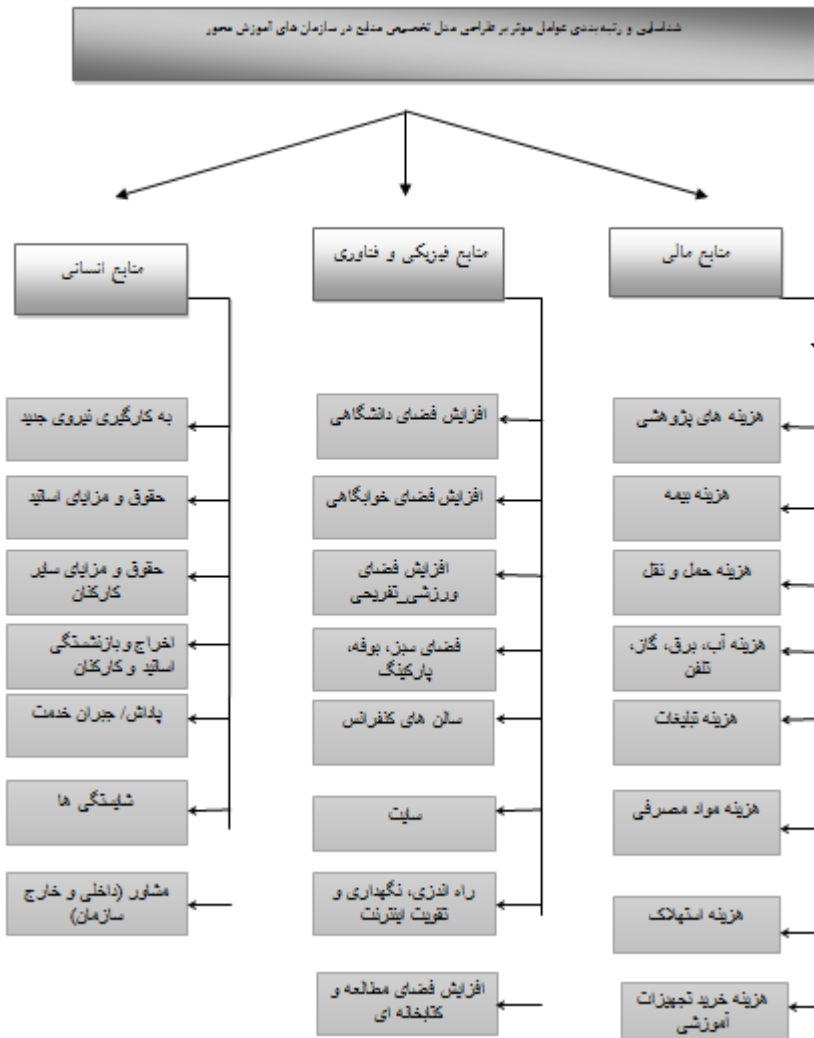 شناسایی و رتبه بندی عوامل موثر بر طراحی مدل تخصیص منابع در سازمان های آموزش محور
منابع مالی
هزینه های پژوهشی
هزینه بیمه
هزینه حمل و نقل
هزینه آب، برق، گاز،
تلفن
هزینه تبلیغات
هزینه مواد مصرفی
هزینه استهلاک
هزینه خرید تجهیزات
آموزشی
منابع فیزیکی و فناوری
افزایش فضای دانشگاهی
افزایش فضای خوابگاهی
افزایش فضای
ورزشی_تفریحی
فضای سبز، بوفه،
پارکینگ
سالن های کنفرانس
سایت
راه اندزی، نگهداری و
تقویت اینترنت
افزایش فضای مطالعه و
کتابخانه ای
منابع انسانی
به کارگیری نیروی جدید
حقوق و مزایای اساتید
حقوق و مزایای سایر
کارکنان
اخراج و بازنشستگی
اساتید و کارکنان
پاداش/ جبران خدمت
شایستگی ها
مشاور (داخلی و خارج
سازمان)